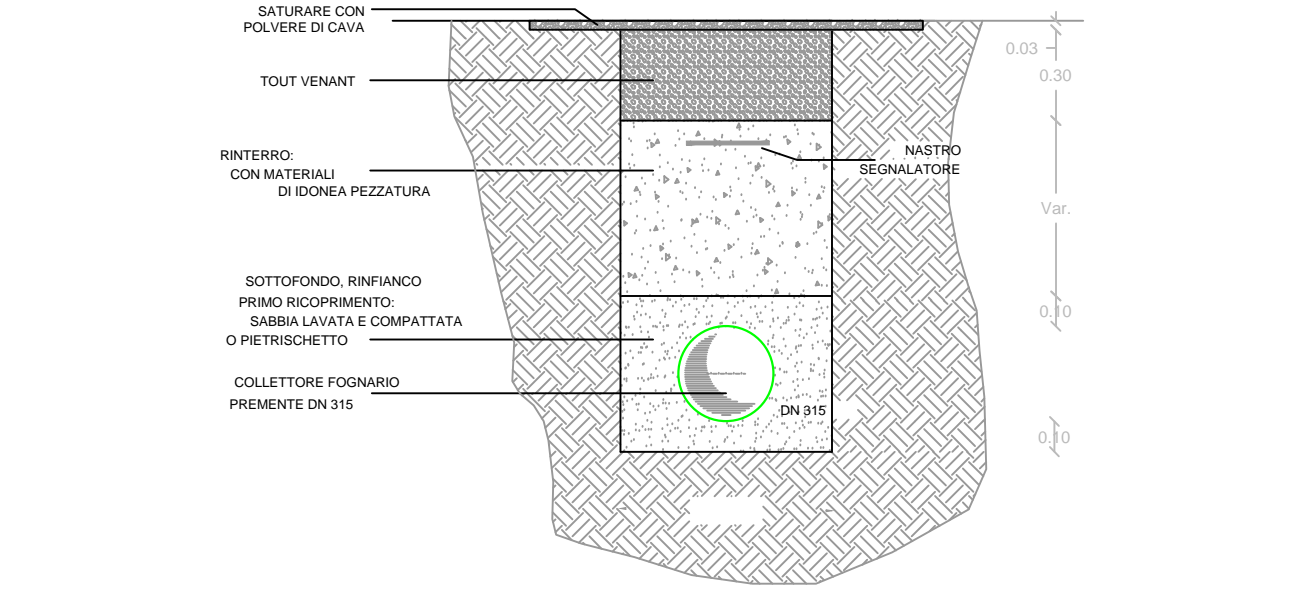 SATURARE CON
POLVERE DI CAVA
TOUT VENANT
RINTERRO:
CON MATERIALI
DI IDONEA PEZZATURA
SOTTOFONDO, RINFIANCO
PRIMO RICOPRIMENTO:
SABBIA LAVATA E COMPATTATA
O PIETRISCHETTO
COLLETTORE FOGNARIO
PREMENTE DN 315
NASTRO
SEGNALATORE
DN 315
0.03
0.30
Var.
0.10
0.10